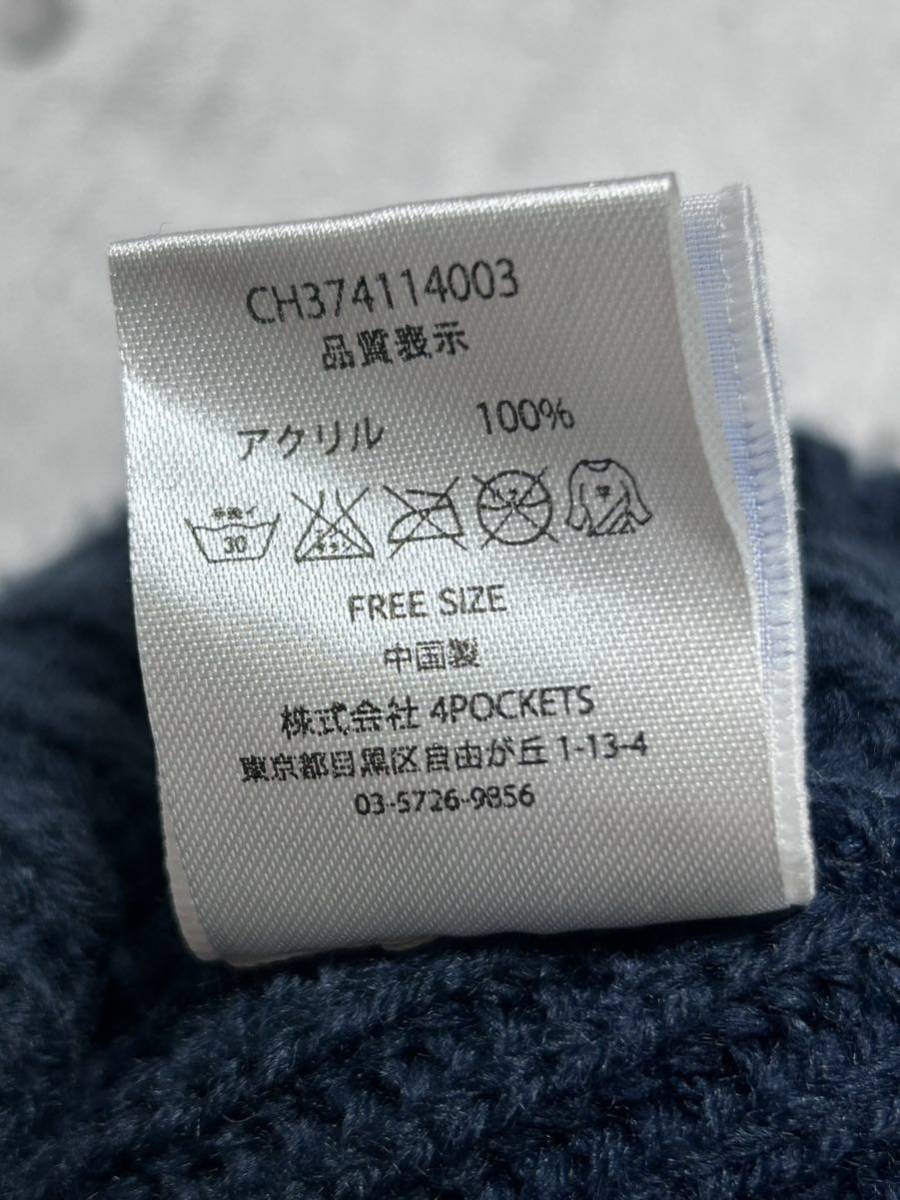 CH374114003
品質表示
アクリル 100%
30
FREE SIZE
中国製
株式会社 4POCKETS
東京都目黒区自由が丘 1-13-4
03-5726-9856